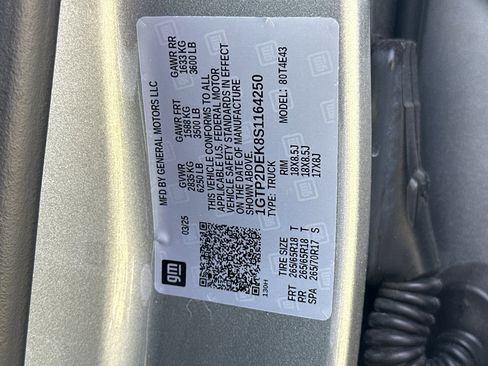 MFD BY GENERAL MOTORS LLC
03/25
GVWR
2835 KG
6250 LB
GAWR FRT
1588 KG
3500 LB
GAWR RR
1633 KG
3600 LB
THIS VEHICLE CONFORMS TO ALL
APPLICABLE U.S. FEDERAL MOTOR
VEHICLE SAFETY STANDARDS IN EFFECT
ON THE DATE OF MANUFACTURE
SHOWN ABOVE.
1GTP2DEK8S1164250
TYPE: TRUCK
MODEL: 80T4E43
gm
130H
TIRE SIZE RIM
FRT 265/65R18 T 18X8.5J
RR 265/65R18 T 18X8.5J
SPA 265/70R17 S 17X8J